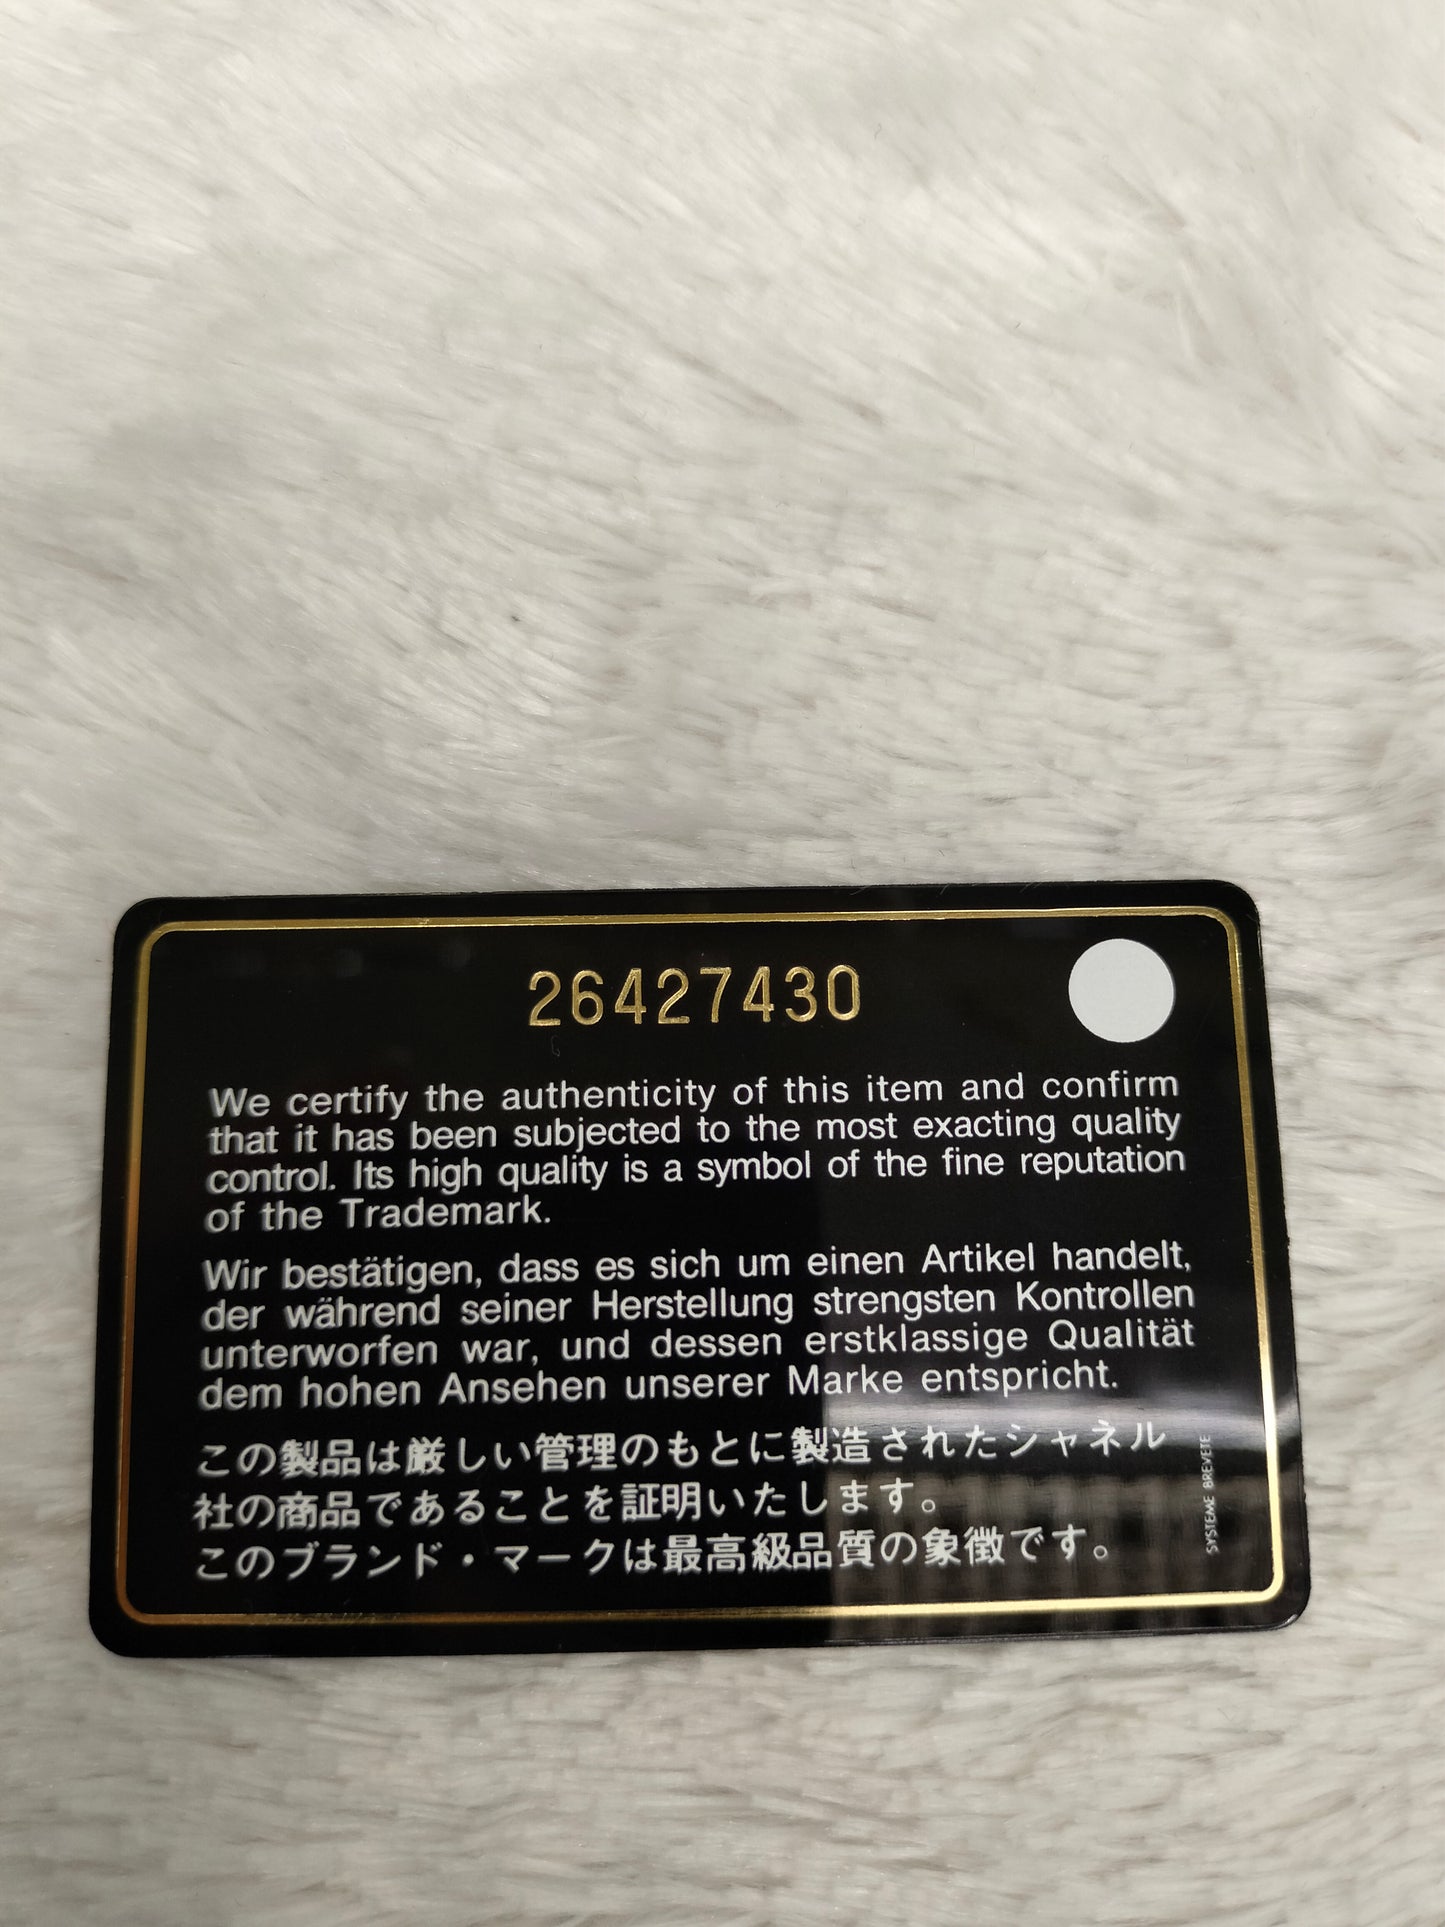 26427430
We certify the authenticity of this item and confirm
that it has been subjected to the most exacting quality
control. Its high quality is a symbol of the fine reputation
of the Trademark.
Wir bestätigen, dass es sich um einen Artikel handelt,
der während seiner Herstellung strengsten Kontrollen
unterworfen war, und dessen erstklassige Qualität
dem hohen Ansehen unserer Marke entspricht.
この製品は厳しい管理のもとに製造されたシャネル
社の商品であることを証明いたします。
このブランド・マークは最高級品質の象徴です。
SYSTEME BREVETE